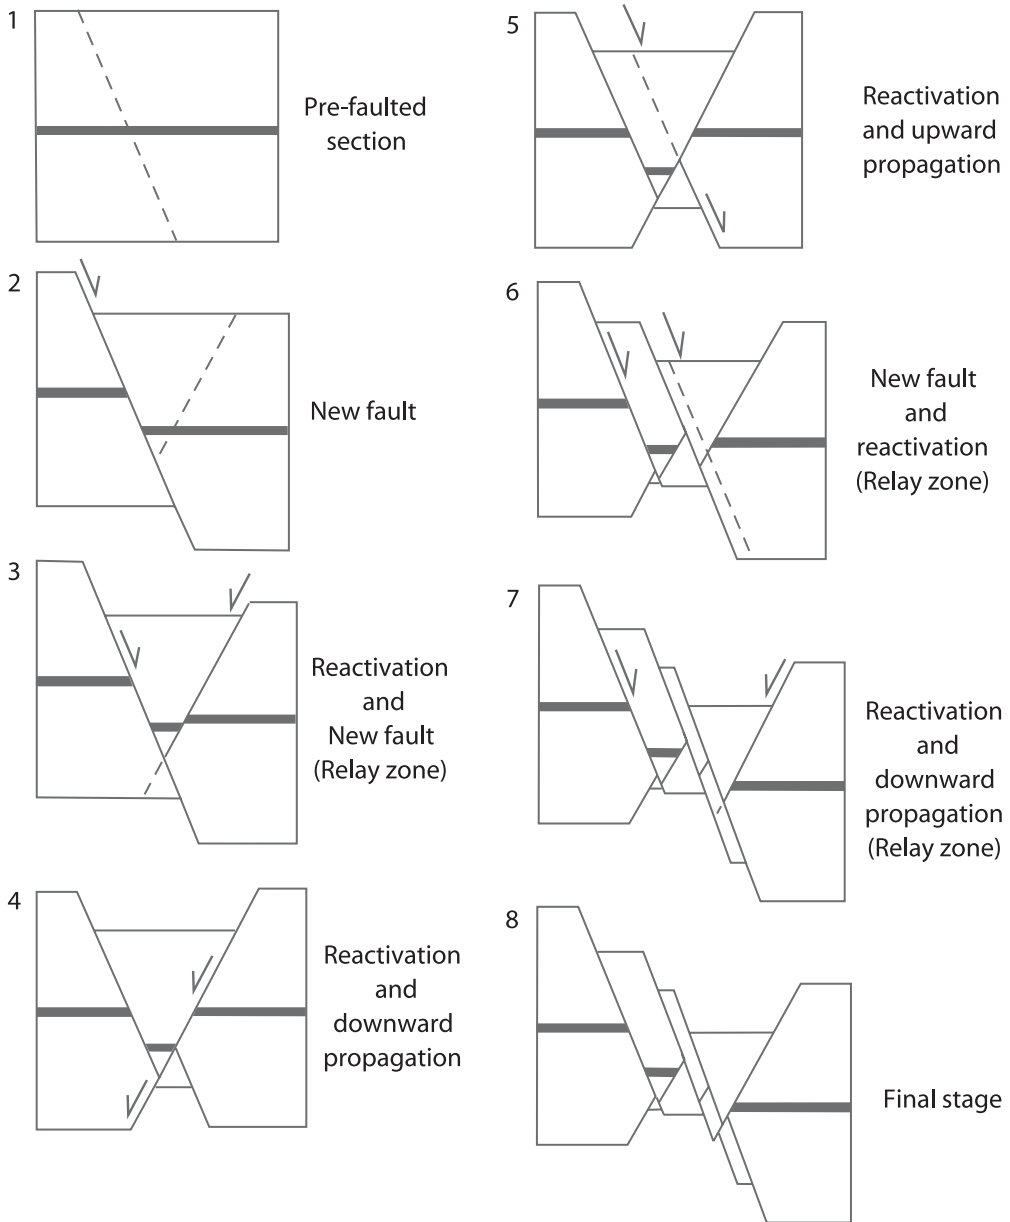 1
Pre-faulted
section
2
New fault
3
Reactivation
and
New fault
(Relay zone)
4
Reactivation
and
downward
propagation
5
Reactivation
and upward
propagation
6
New fault
and
reactivation
(Relay zone)
7
Reactivation
and
downward
propagation
(Relay zone)
8
Final stage